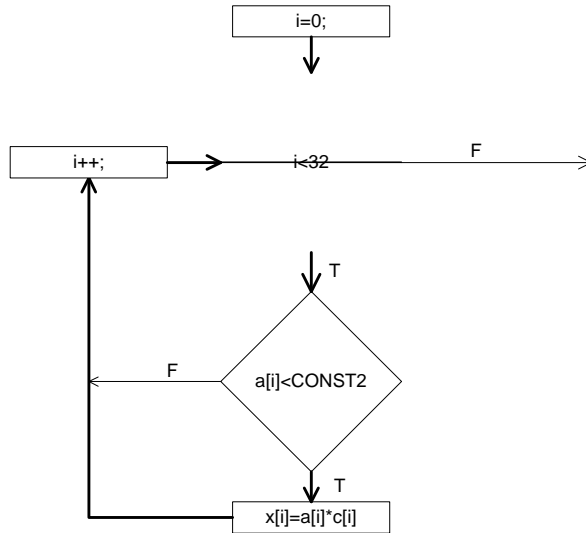 i=0;
i++;
i<32
F
T
F
a[i]<CONST2
T
x[i]=a[i]*c[i]